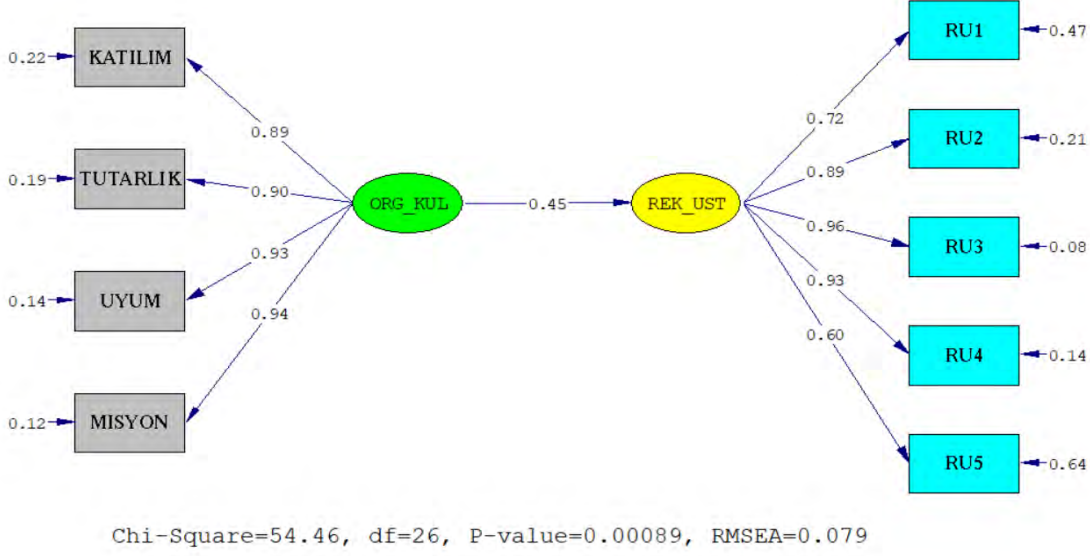 RU1
0.47
0.22
KATILIM
0.72
0.89
RU2
0.21
0.89
TUTARLIK
0.19
0.90
ORG_KUL
0.45
REK_UST
0.96
RU3
0.08
0.93
0.93
UYUM
0.14
0.94
0.60
RU4
0.14
MISYON
0.12
RU5
0.64
Chi-Square=54.46, df=26, P-value=0.00089, RMSEA=0.079